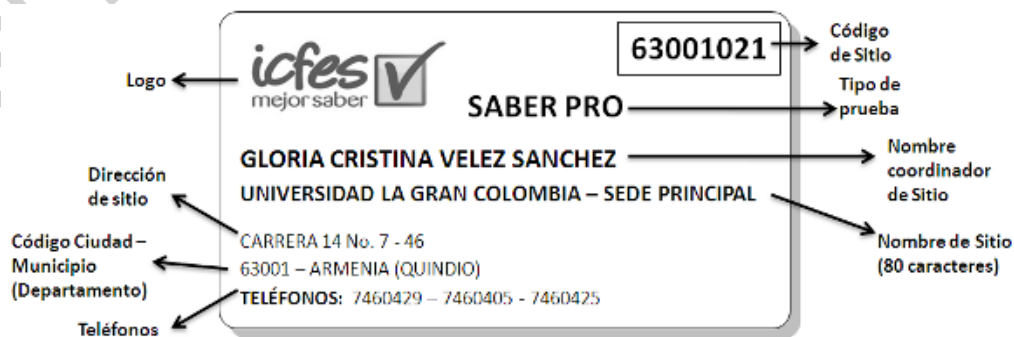 63001021
Código
de Sitio
Logo
icfes
mejor saber
Tipo de
prueba
SABER PRO
GLORIA CRISTINA VELEZ SANCHEZ
Nombre
coordinador
de Sitio
Dirección
de sitio
UNIVERSIDAD LA GRAN COLOMBIA – SEDE PRINCIPAL
CARRERA 14 No. 7 - 46
Nombre de Sitio
(80 caracteres)
Código Ciudad –
Municipio
(Departamento)
63001 – ARMENIA (QUINDIO)
TELÉFONOS: 7460429 – 7460405 - 7460425
Teléfonos